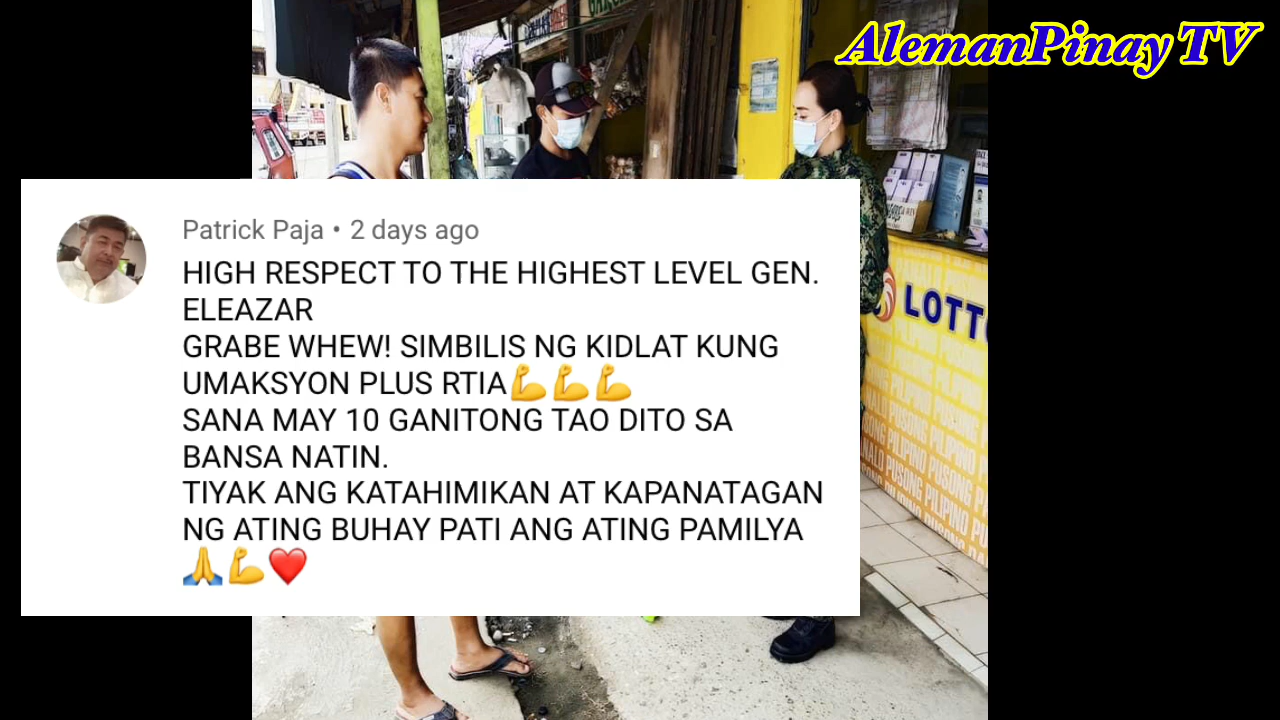 AlemanPinay TV
Patrick Paja • 2 days ago
HIGH RESPECT TO THE HIGHEST LEVEL GEN.
ELEAZAR
GRABE WHEW! SIMBILIS NG KIDLAT KUNG
UMAKSYON PLUS RTIA💪💪💪
SANA MAY 10 GANITONG TAO DITO SA
BANSA NATIN.
TIYAK ANG KATAHIMIKAN AT KAPANATAGAN
NG ATING BUHAY PATI ANG ATING PAMILYA
🙏💪❤️
LOTT
PUSONG PILIPINO